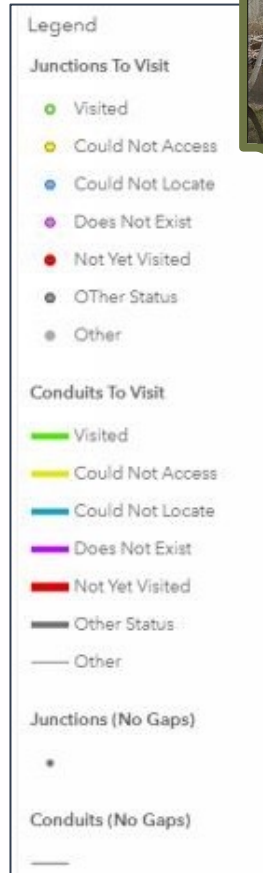 Legend
Junctions To Visit
Visited
Could Not Access
Could Not Locate
Does Not Exist
Not Yet Visited
OTher Status
Other
Conduits To Visit
Visited
Could Not Access
Could Not Locate
Does Not Exist
Not Yet Visited
Other Status
Other
Junctions (No Gaps)
Conduits (No Gaps)